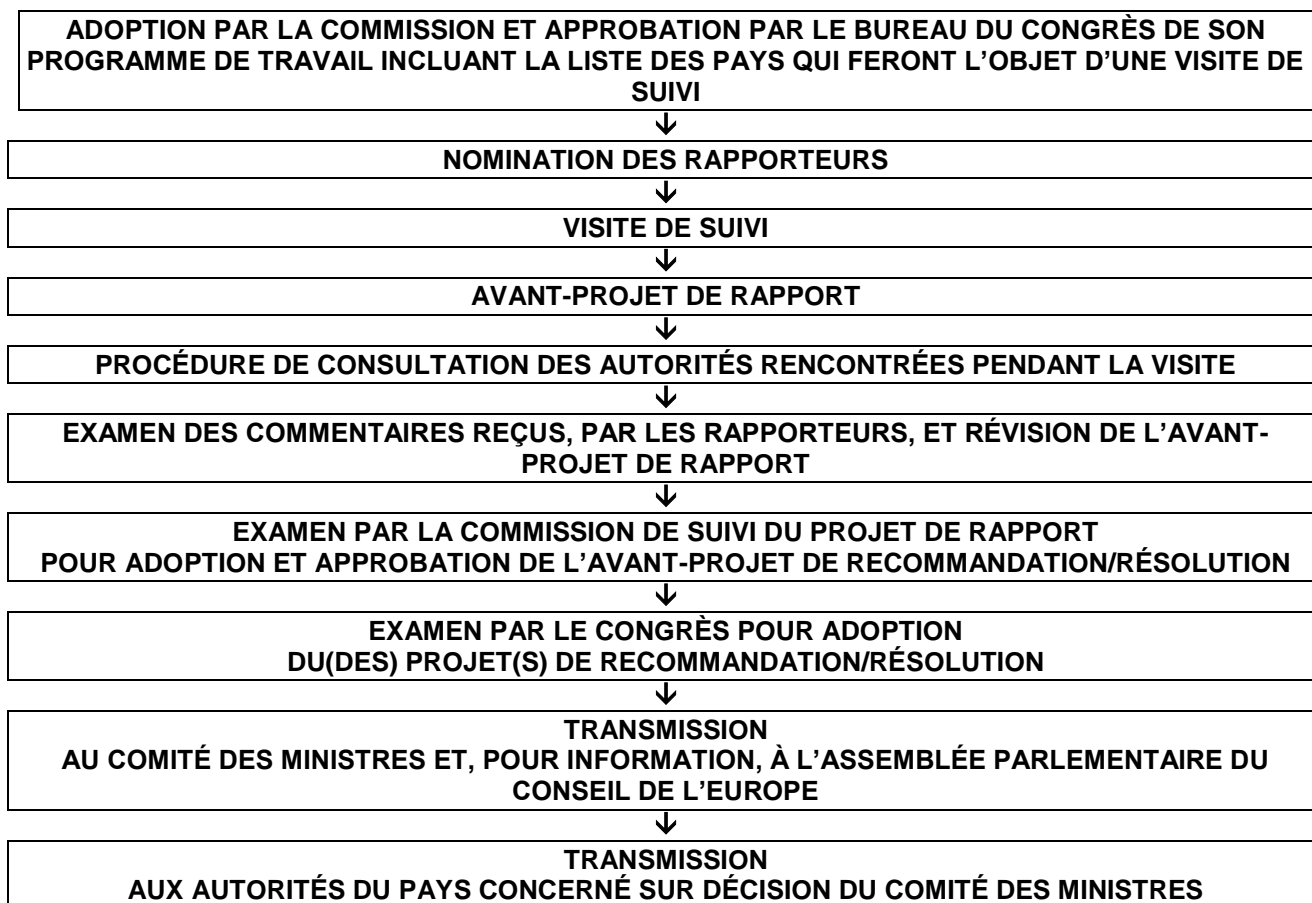 ADOPTION PAR LA COMMISSION ET APPROBATION PAR LE BUREAU DU CONGRÈS DE SON
PROGRAMME DE TRAVAIL INCLUANT LA LISTE DES PAYS QUI FERONT L’OBJET D’UNE VISITE DE
SUIVI
NOMINATION DES RAPPORTEURS
VISITE DE SUIVI
AVANT-PROJET DE RAPPORT
PROCÉDURE DE CONSULTATION DES AUTORITÉS RENCONTRÉES PENDANT LA VISITE
EXAMEN DES COMMENTAIRES REÇUS, PAR LES RAPPORTEURS, ET RÉVISION DE L’AVANT-
PROJET DE RAPPORT
EXAMEN PAR LA COMMISSION DE SUIVI DU PROJET DE RAPPORT
POUR ADOPTION ET APPROBATION DE L’AVANT-PROJET DE RECOMMANDATION/RÉSOLUTION
EXAMEN PAR LE CONGRÈS POUR ADOPTION
DU(DES) PROJET(S) DE RECOMMANDATION/RÉSOLUTION
TRANSMISSION
AU COMITÉ DES MINISTRES ET, POUR INFORMATION, À L’ASSEMBLÉE PARLEMENTAIRE DU
CONSEIL DE L’EUROPE
TRANSMISSION
AUX AUTORITÉS DU PAYS CONCERNÉ SUR DÉCISION DU COMITÉ DES MINISTRES